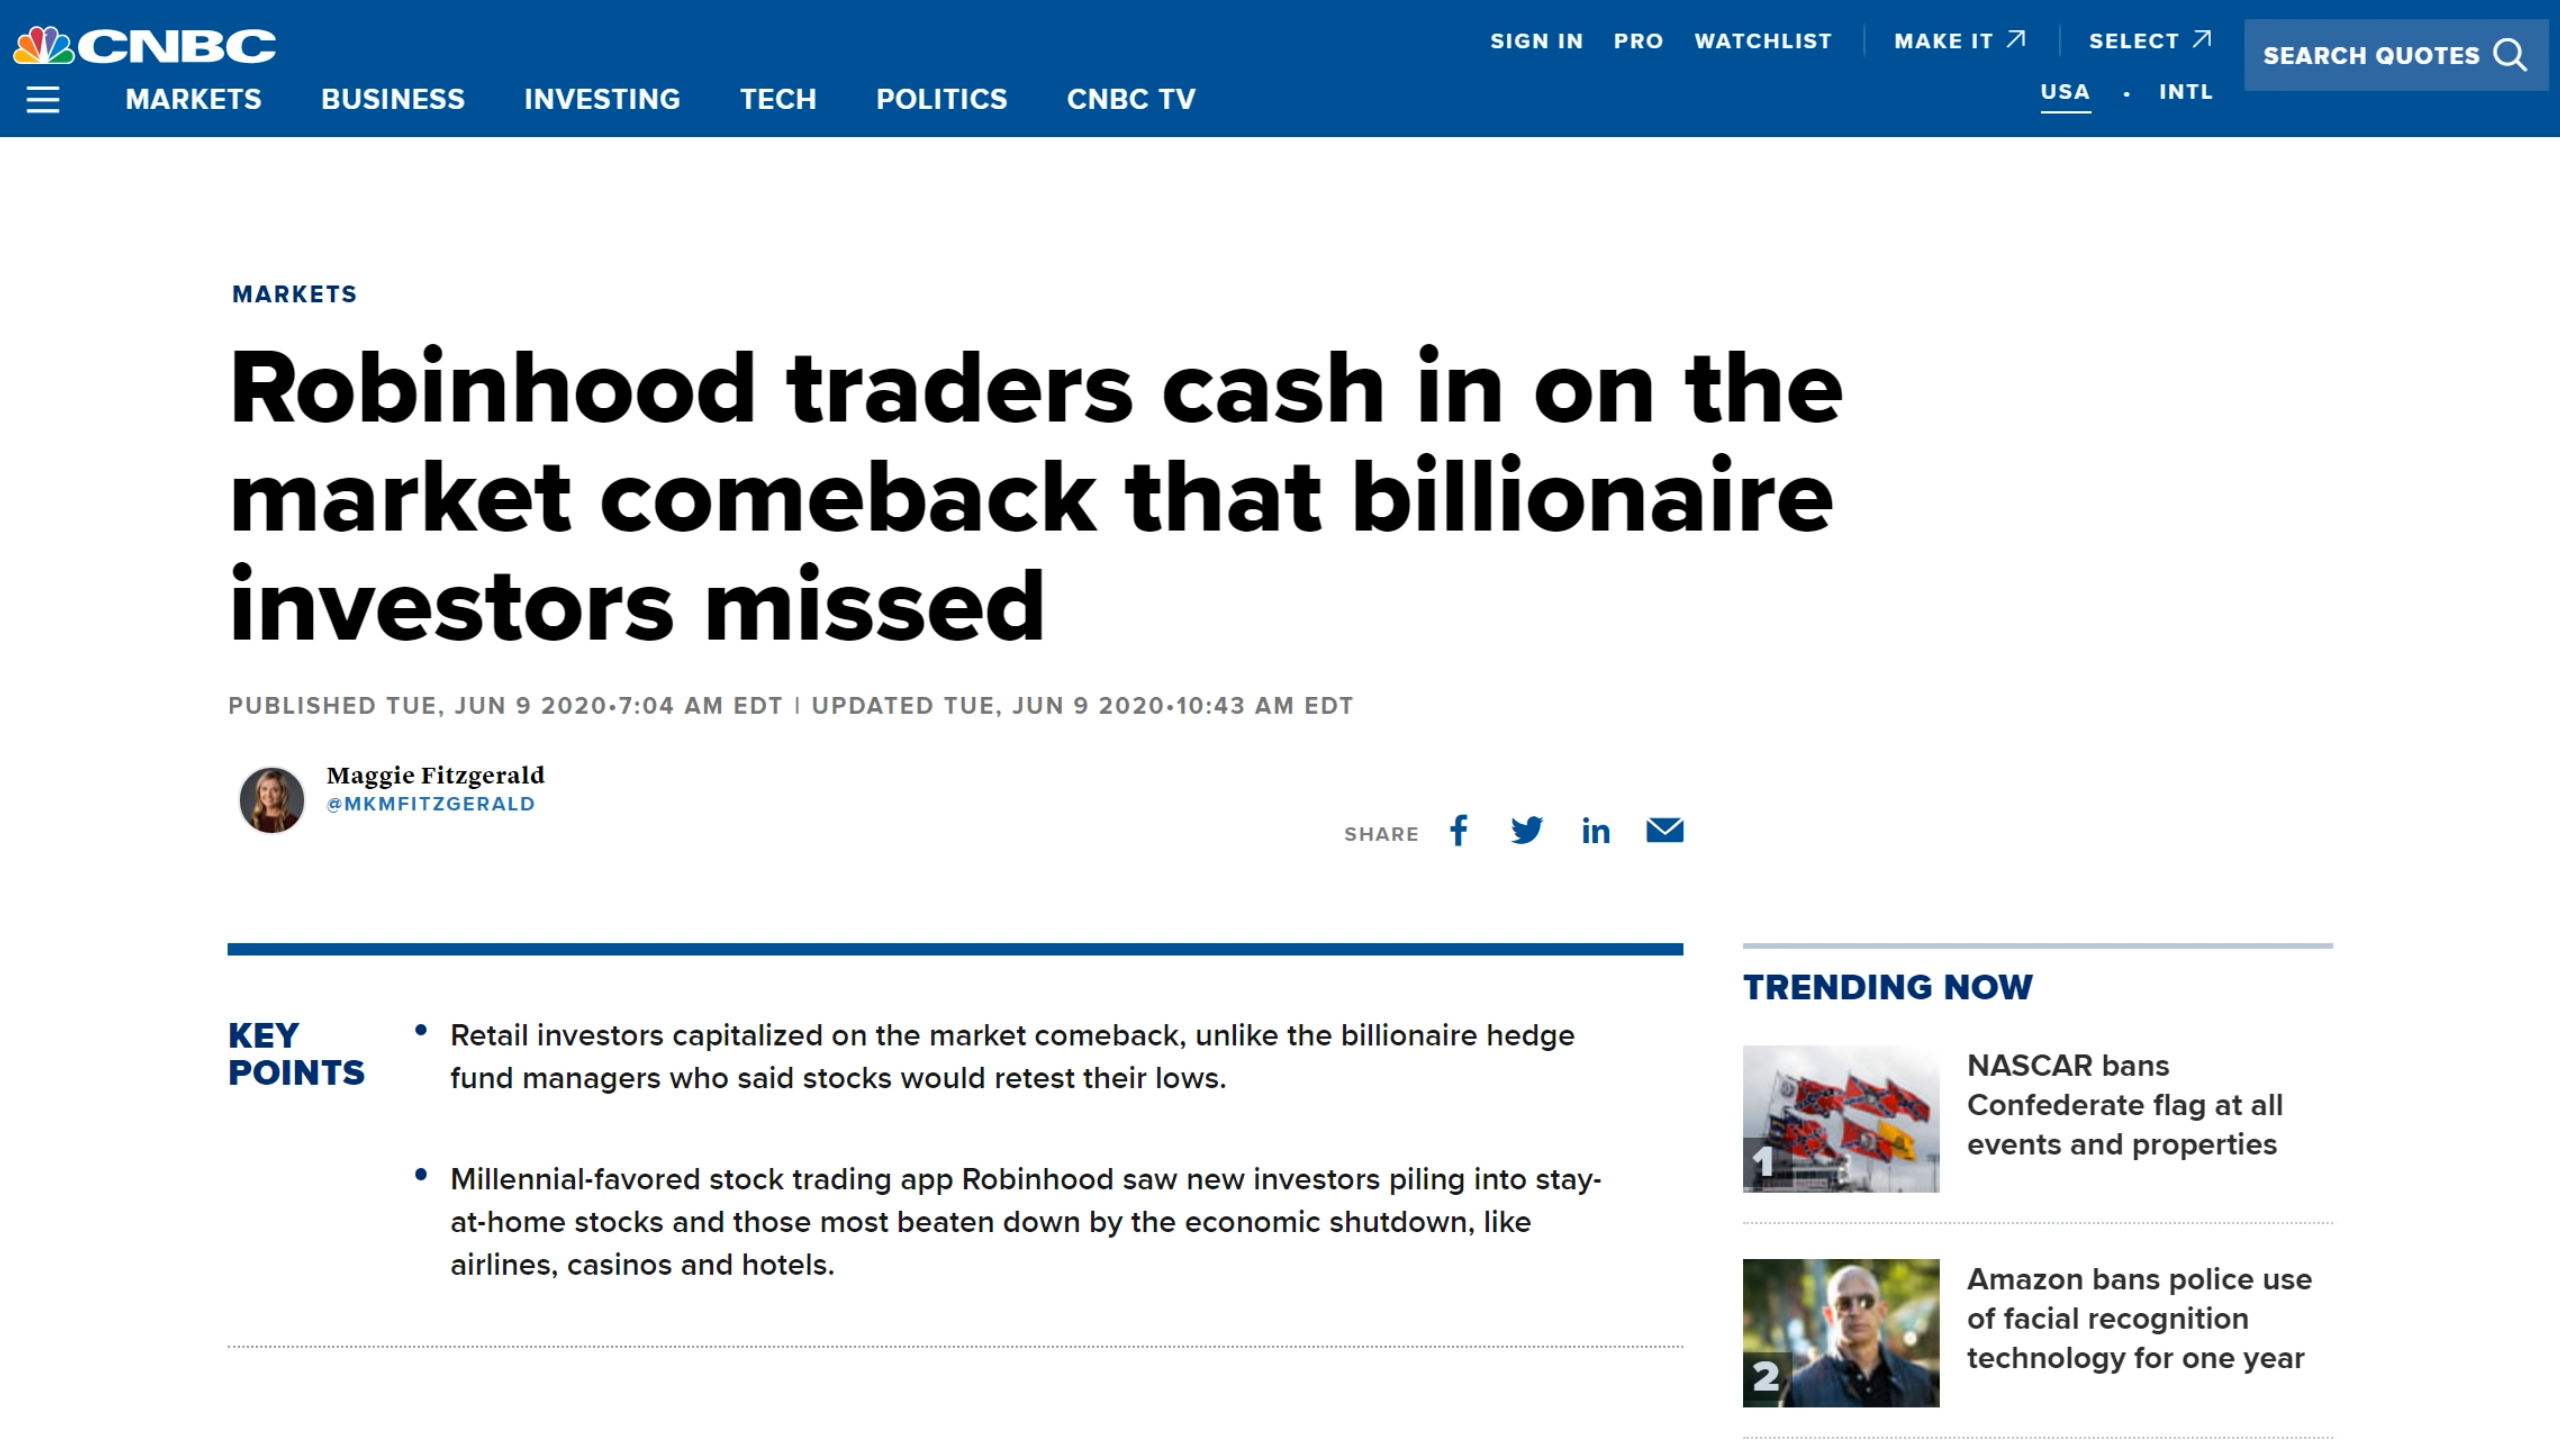 CNBC
SIGN IN PRO WATCHLIST MAKE IT SELECT
SEARCH QUOTES
USA • INTL
MARKETS BUSINESS INVESTING TECH POLITICS CNBC TV
MARKETS
Robinhood traders cash in on the
market comeback that billionaire
investors missed
PUBLISHED TUE, JUN 9 2020•7:04 AM EDT | UPDATED TUE, JUN 9 2020•10:43 AM EDT
Maggie Fitzgerald
@MKMFITZGERALD
SHARE
KEY
POINTS
• Retail investors capitalized on the market comeback, unlike the billionaire hedge
fund managers who said stocks would retest their lows.
• Millennial-favored stock trading app Robinhood saw new investors piling into stay-
at-home stocks and those most beaten down by the economic shutdown, like
airlines, casinos and hotels.
TRENDING NOW
1
NASCAR bans
Confederate flag at all
events and properties
2
Amazon bans police use
of facial recognition
technology for one year